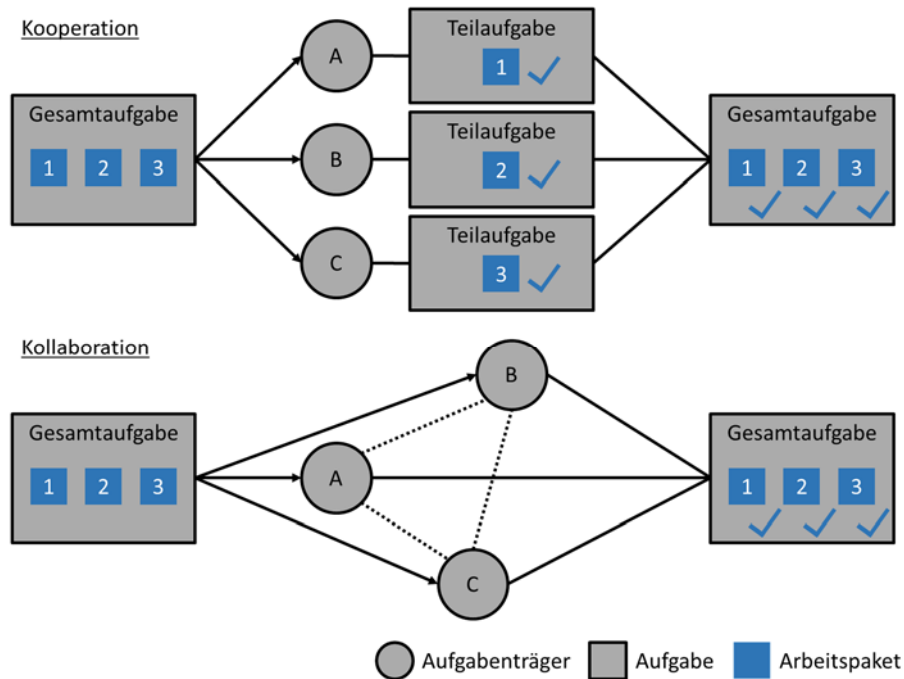 Kooperation
Gesamtaufgabe
1 2 3
A
B
C
Teilaufgabe
1
Teilaufgabe
2
Teilaufgabe
3
Gesamtaufgabe
1 2 3
Kollaboration
Gesamtaufgabe
1 2 3
B
A
C
Gesamtaufgabe
1 2 3
Aufgabenträger Aufgabe Arbeitspaket